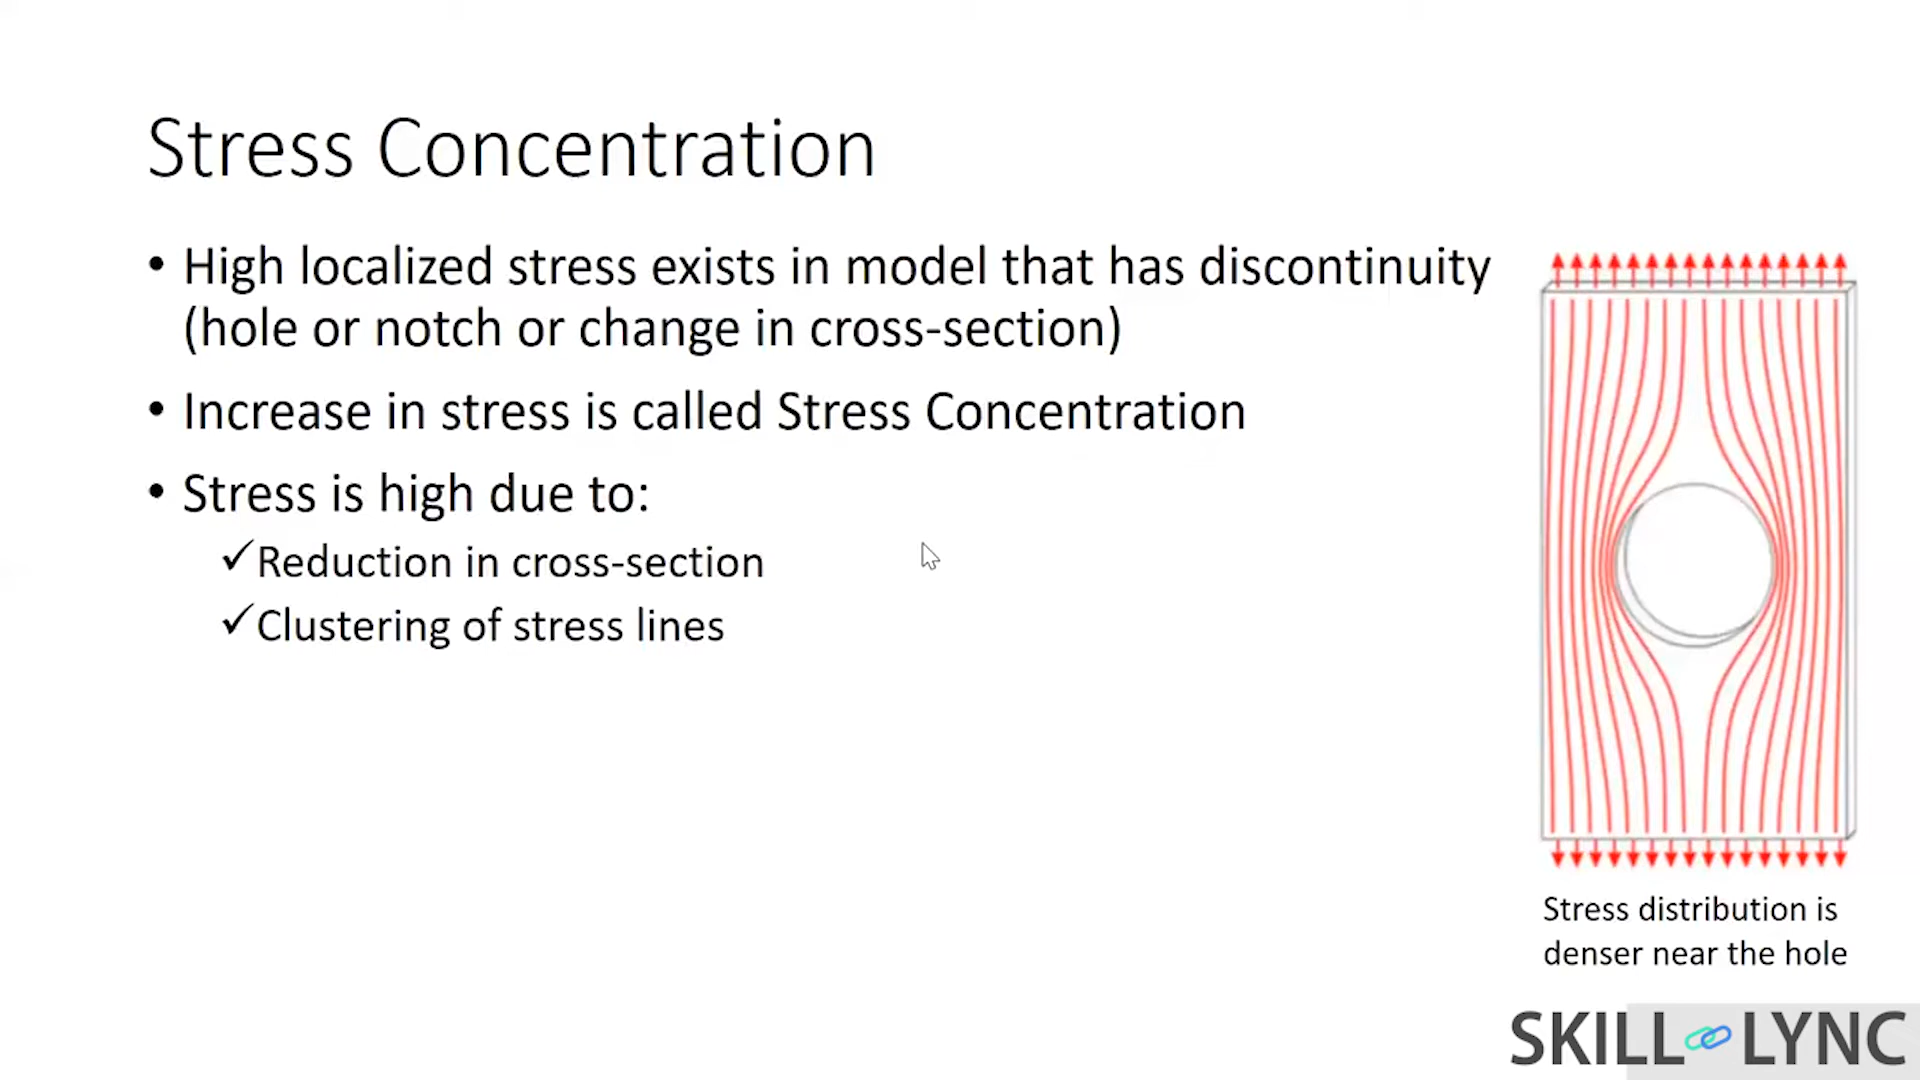 Stress Concentration
• High localized stress exists in model that has discontinuity
(hole or notch or change in cross-section)
• Increase in stress is called Stress Concentration
• Stress is high due to:
✓Reduction in cross-section
✓Clustering of stress lines
Stress distribution is
denser near the hole
SKILL LYNC